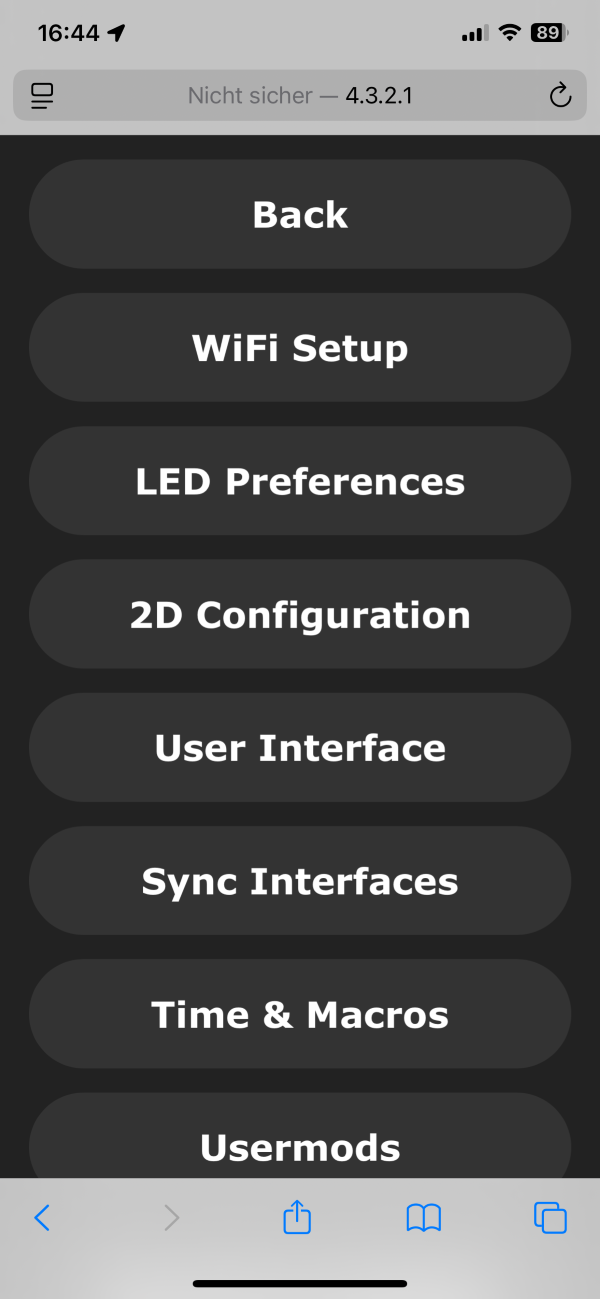 16:44
89
Nicht sicher — 4.3.2.1
Back
WiFi Setup
LED Preferences
2D Configuration
User Interface
Sync Interfaces
Time & Macros
Usermods